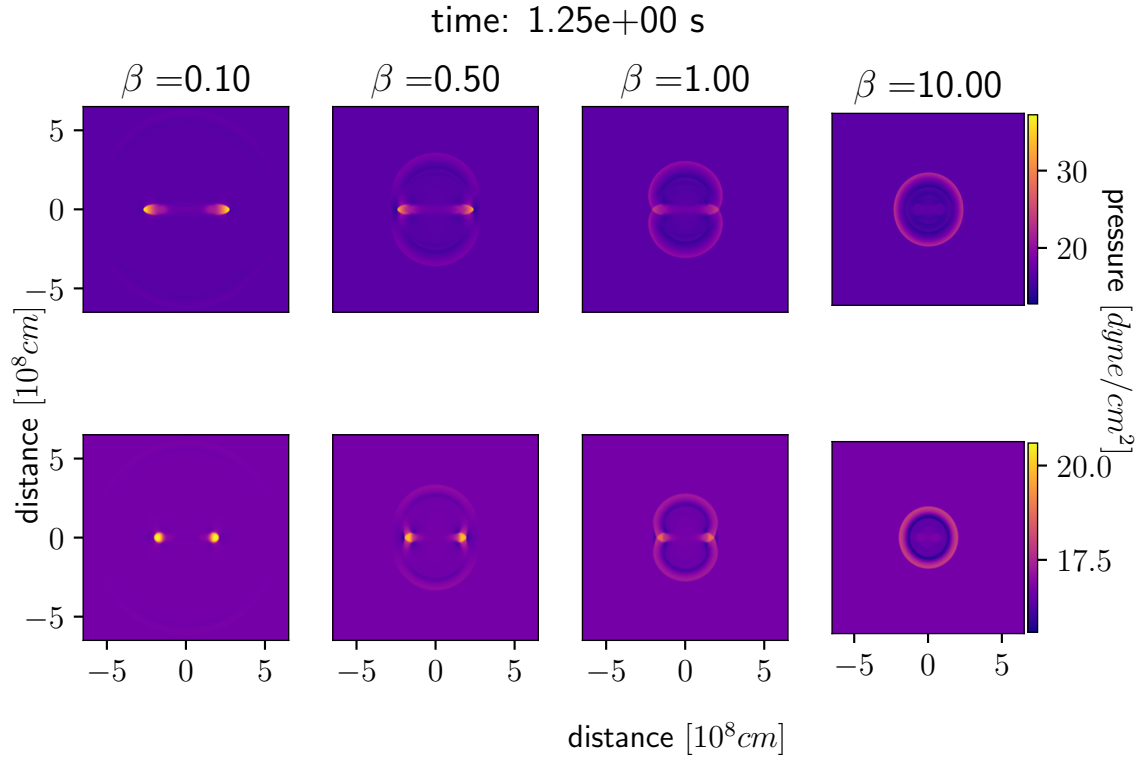 time: 1.25e+00 s
β =0.10
β =0.50
β =1.00
β =10.00
5
0
−5
30
20
pressure [dyne/cm²]
distance [10⁸cm]
5
0
−5
20.0
17.5
−5 0 5
−5 0 5
−5 0 5
−5 0 5
distance [10⁸cm]